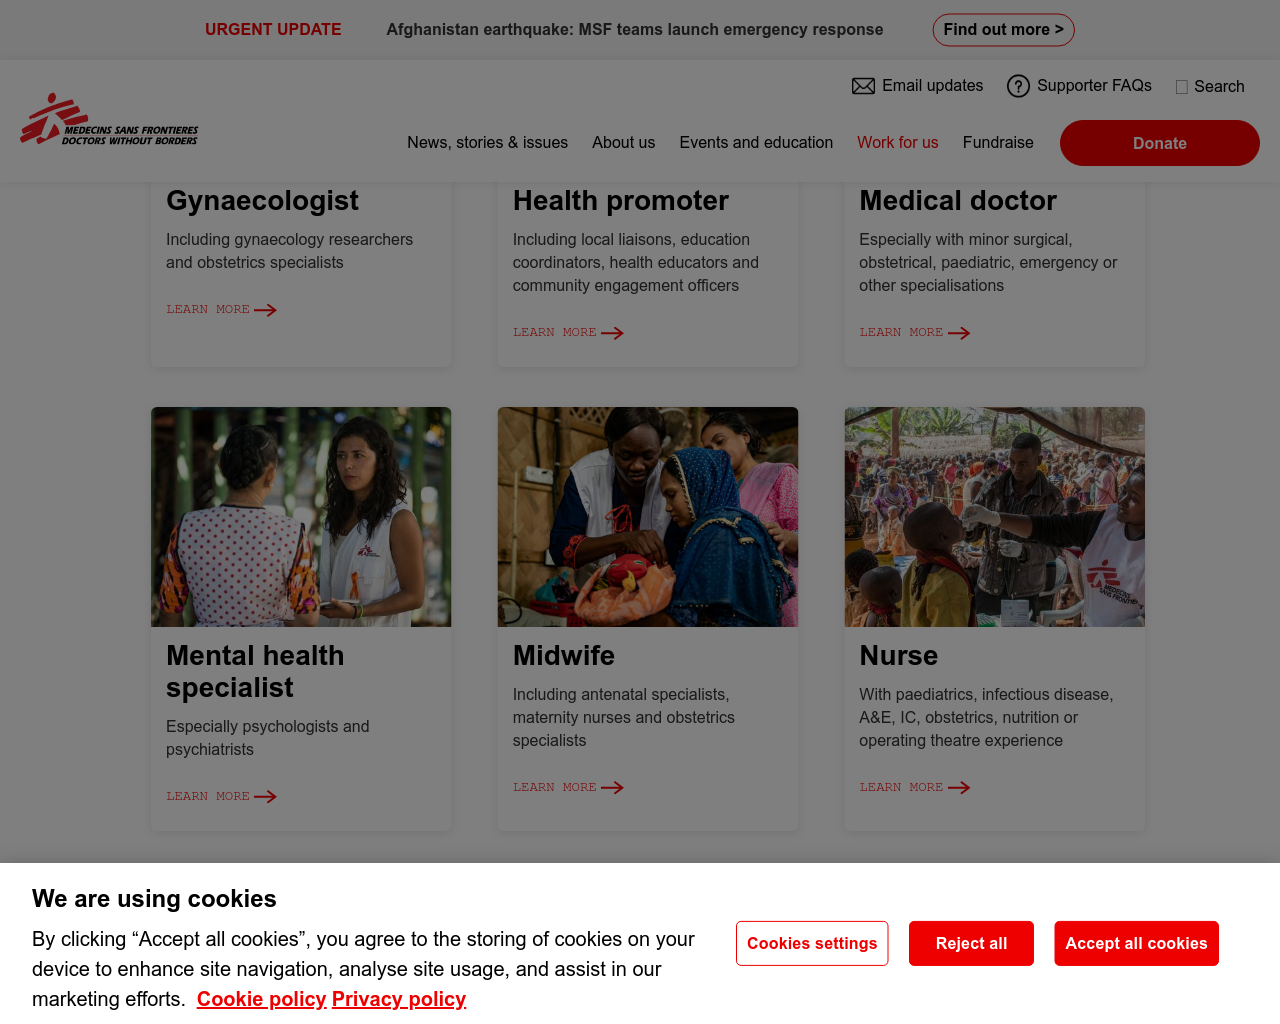 URGENT UPDATE Afghanistan earthquake: MSF teams launch emergency response Find out more >
Email updates Supporter FAQs Search
MEDECINS SANS FRONTIERES
DOCTORS WITHOUT BORDERS
News, stories & issues About us Events and education Work for us Fundraise Donate
Gynaecologist
Including gynaecology researchers
and obstetrics specialists
LEARN MORE
Health promoter
Including local liaisons, education
coordinators, health educators and
community engagement officers
LEARN MORE
Medical doctor
Especially with minor surgical,
obstetrical, paediatric, emergency or
other specialisations
LEARN MORE
Mental health
specialist
Especially psychologists and
psychiatrists
LEARN MORE
Midwife
Including antenatal specialists,
maternity nurses and obstetrics
specialists
LEARN MORE
MEDECINS
SANS FRONTIER
Nurse
With paediatrics, infectious disease,
A&E, IC, obstetrics, nutrition or
operating theatre experience
LEARN MORE
We are using cookies
By clicking “Accept all cookies”, you agree to the storing of cookies on your
device to enhance site navigation, analyse site usage, and assist in our
marketing efforts. Cookie policy Privacy policy
Cookies settings Reject all Accept all cookies